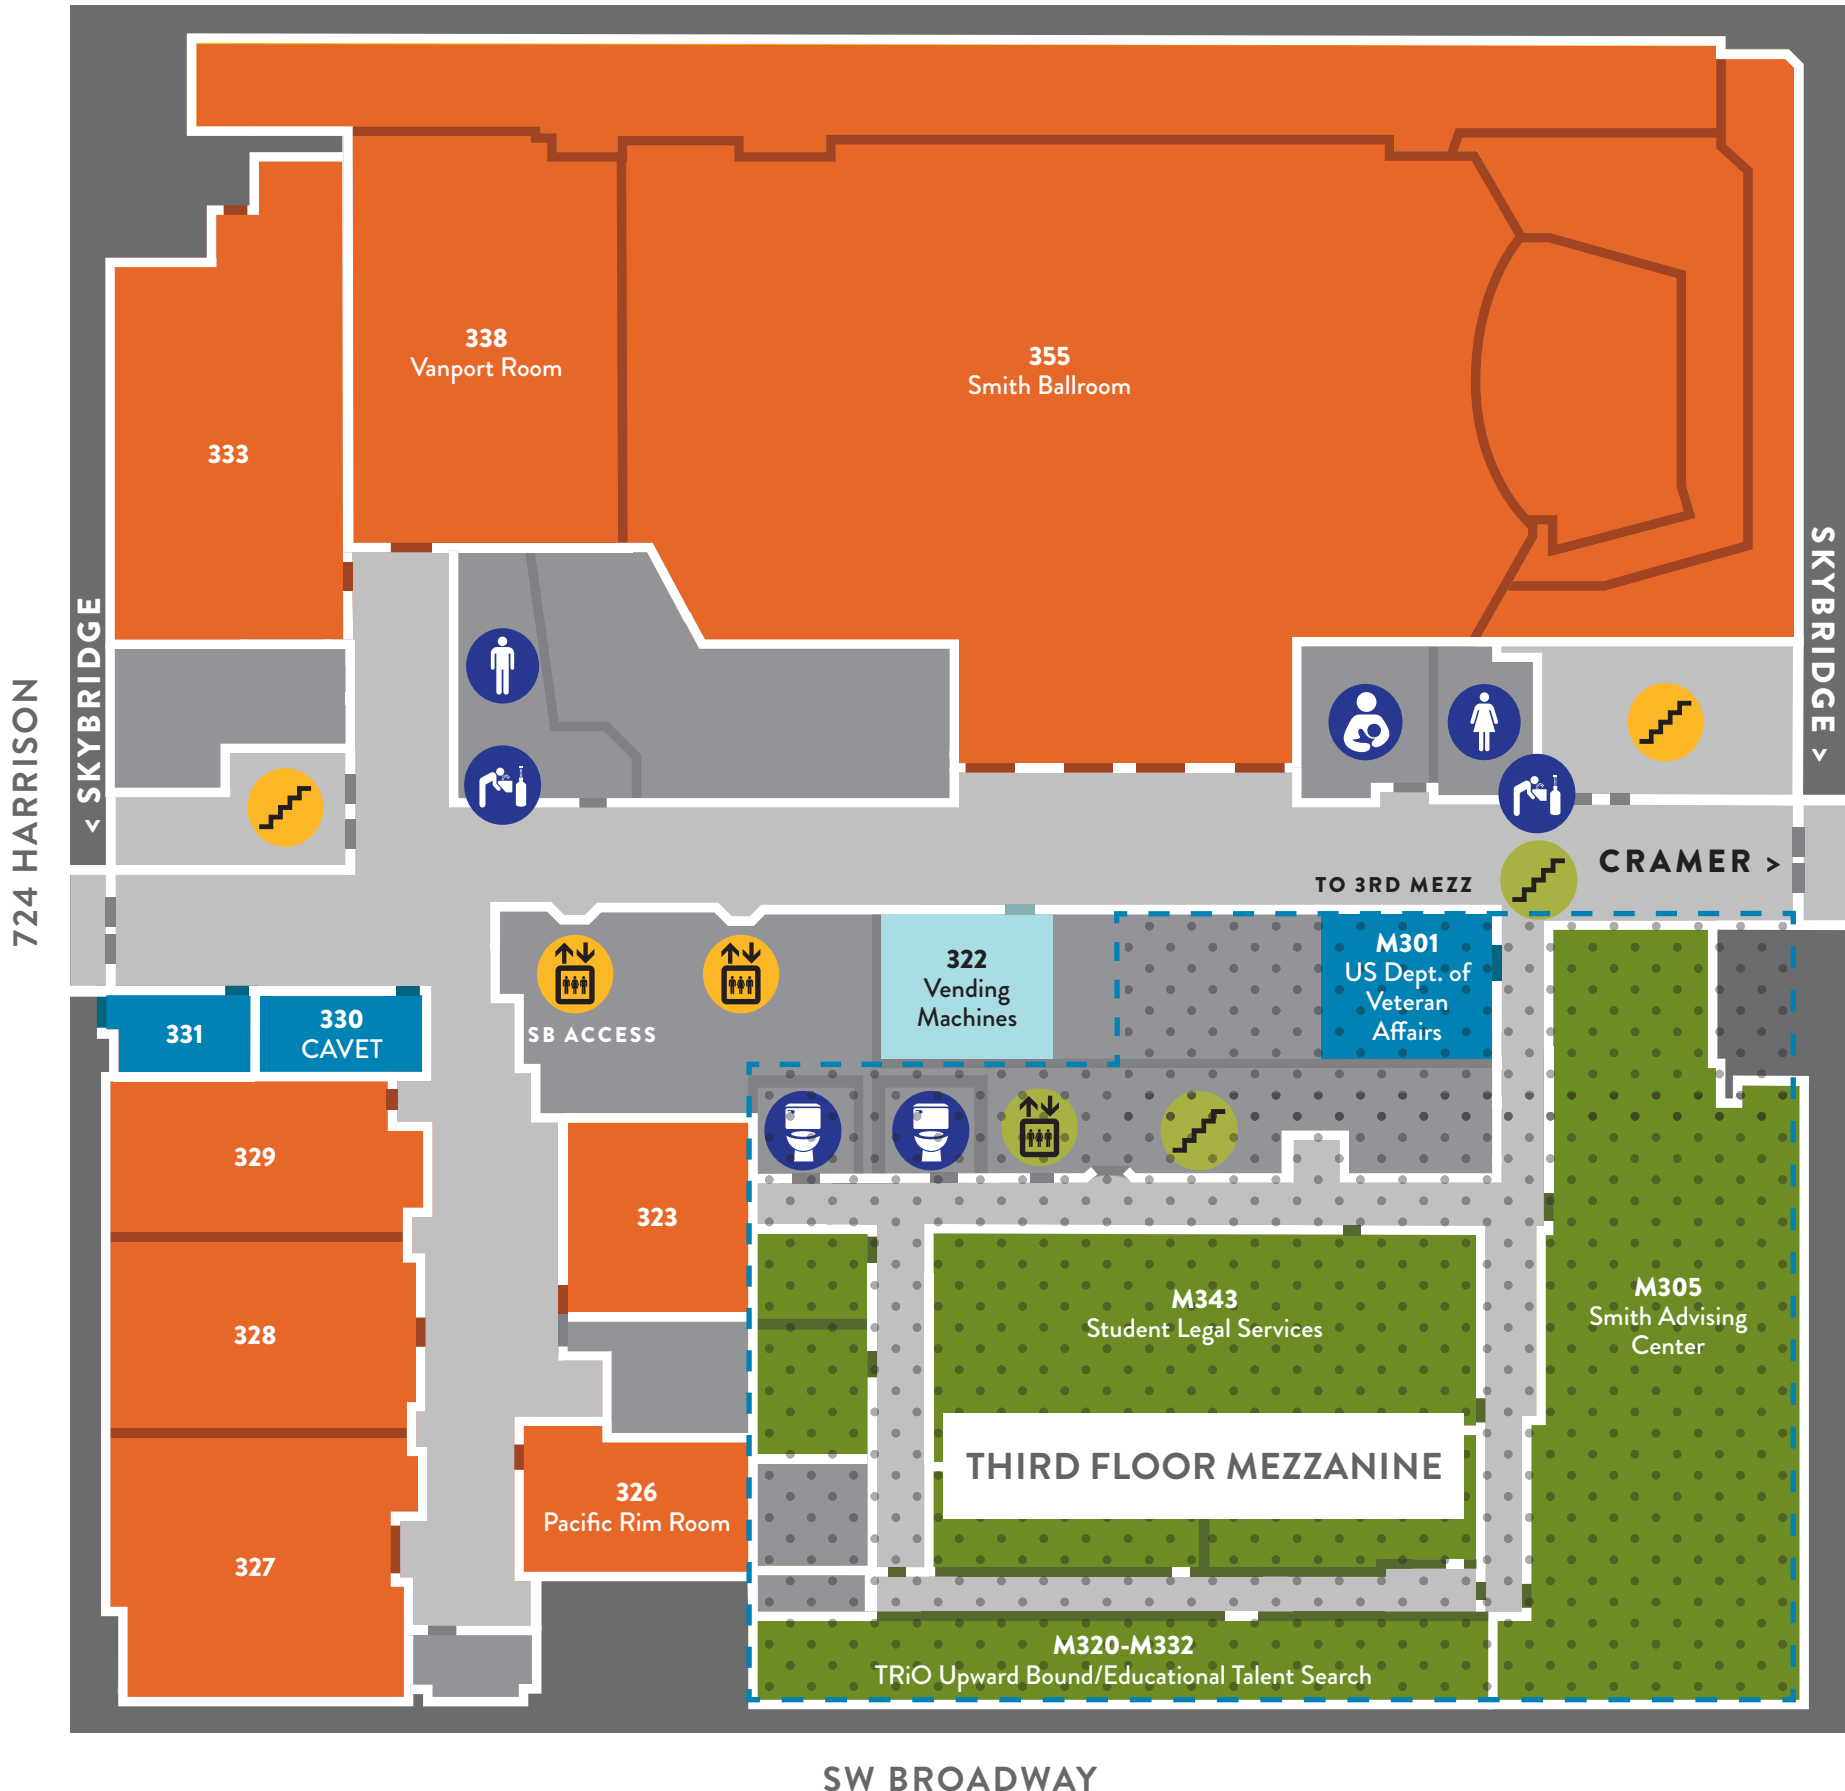 338
Vanport Room
355
Smith Ballroom
333
724 HARRISON
< SKYBRIDGE
SKYBRIDGE >
CRAMER >
TO 3RD MEZZ
SB ACCESS
322
Vending
Machines
M301
US Dept. of
Veteran
Affairs
331
330
CAVET
329
323
328
M343
Student Legal Services
M305
Smith Advising
Center
THIRD FLOOR MEZZANINE
326
Pacific Rim Room
327
M320-M332
TRiO Upward Bound/Educational Talent Search
SW BROADWAY